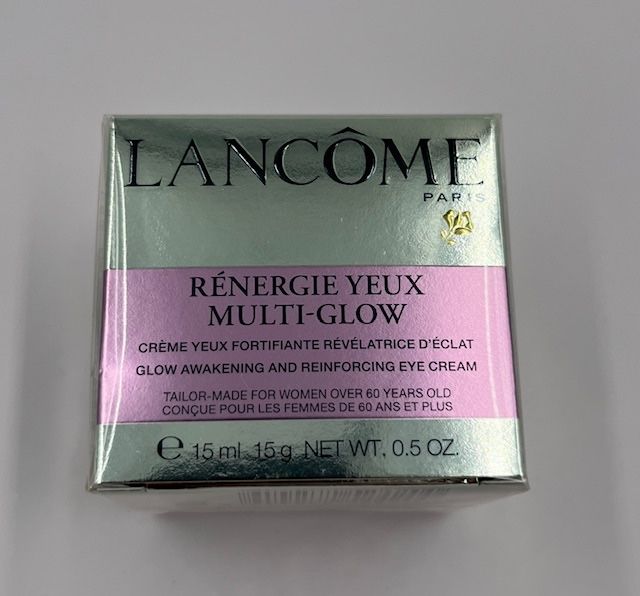 LANCÔME
PARIS
RÉNERGIE YEUX
MULTI-GLOW
CRÈME YEUX FORTIFIANTE RÉVÉLATRICE D'ÉCLAT
GLOW AWAKENING AND REINFORCING EYE CREAM
TAILOR-MADE FOR WOMEN OVER 60 YEARS OLD
CONÇUE POUR LES FEMMES DE 60 ANS ET PLUS
℮ 15 ml 15 g NET WT. 0.5 OZ.